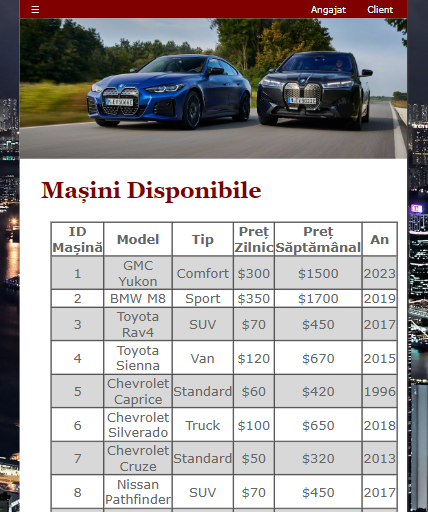 ☰ Angajat Client
Mașini Disponibile
ID Mașină Model Tip Preț Zilnic Preț Săptămânal An
1 GMC Yukon Comfort $300 $1500 2023
2 BMW M8 Sport $350 $1700 2019
3 Toyota Rav4 SUV $70 $450 2017
4 Toyota Sienna Van $120 $670 2015
5 Chevrolet Caprice Standard $60 $420 1996
6 Chevrolet Silverado Truck $100 $650 2018
7 Chevrolet Cruze Standard $50 $320 2013
8 Nissan Pathfinder SUV $70 $450 2017